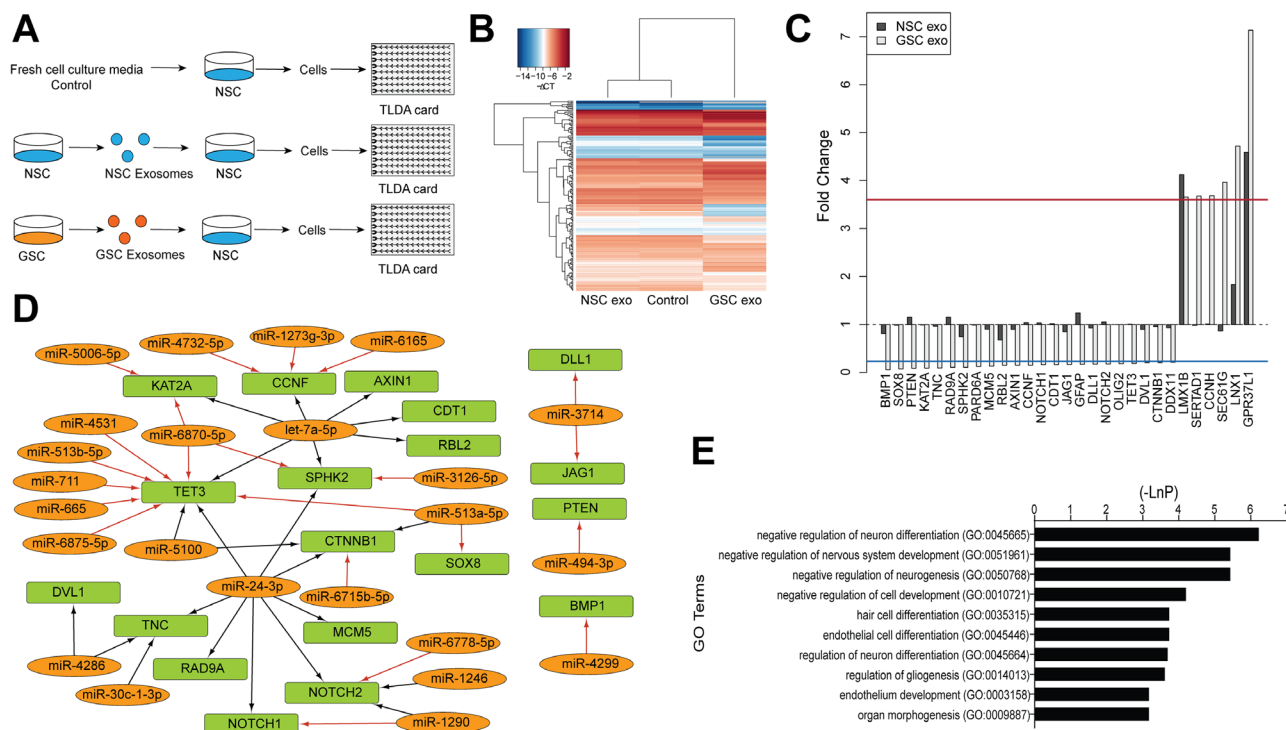 A
Fresh cell culture media
Control
NSC
Cells
TLDA card
NSC
NSC Exosomes
NSC
Cells
TLDA card
GSC
GSC Exosomes
NSC
Cells
TLDA card
B
-14 -10 -6 -2
NSC exo
Control
GSC exo
C
NSC exo
GSC exo
Fold Change
7
6
5
4
3
2
1
0
BMP1
SOX8
PTEN
KAT2A
TNC
RAD9A
SPHK2
PARD6A
MCM5
RBL2
AXIN1
CCNF
NOTCH1
CDT1
JAG1
GFAP
DLL1
NOTCH2
OLIG2
TET3
DVL1
CTNNB1
DDX11
LMX1B
SERTAD1
CCNH
SEC61G
LNX1
GPR37L1
D
miR-5006-5p
miR-4732-5p
miR-1273g-3p
miR-6165
KAT2A
CCNF
AXIN1
miR-4531
miR-6870-5p
let-7a-5p
CDT1
miR-513b-5p
RBL2
miR-711
TET3
SPHK2
miR-3126-5p
miR-665
miR-513a-5p
miR-6875-5p
miR-5100
CTNNB1
SOX8
DVL1
miR-24-3p
miR-6715b-5p
TNC
MCM5
miR-4286
RAD9A
miR-6778-5p
miR-30c-1-3p
NOTCH2
miR-1246
NOTCH1
miR-1290
DLL1
miR-3714
JAG1
PTEN
miR-494-3p
BMP1
miR-4299
E
(-LnP)
0 1 2 3 4 5 6 7
GO Terms
negative regulation of neuron differentiation (GO:0045665)
negative regulation of nervous system development (GO:0051961)
negative regulation of neurogenesis (GO:0050768)
negative regulation of cell development (GO:0010721)
hair cell differentiation (GO:0035315)
endothelial cell differentiation (GO:0045446)
regulation of neuron differentiation (GO:0045664)
regulation of gliogenesis (GO:0014013)
endothelium development (GO:0003158)
organ morphogenesis (GO:0009887)